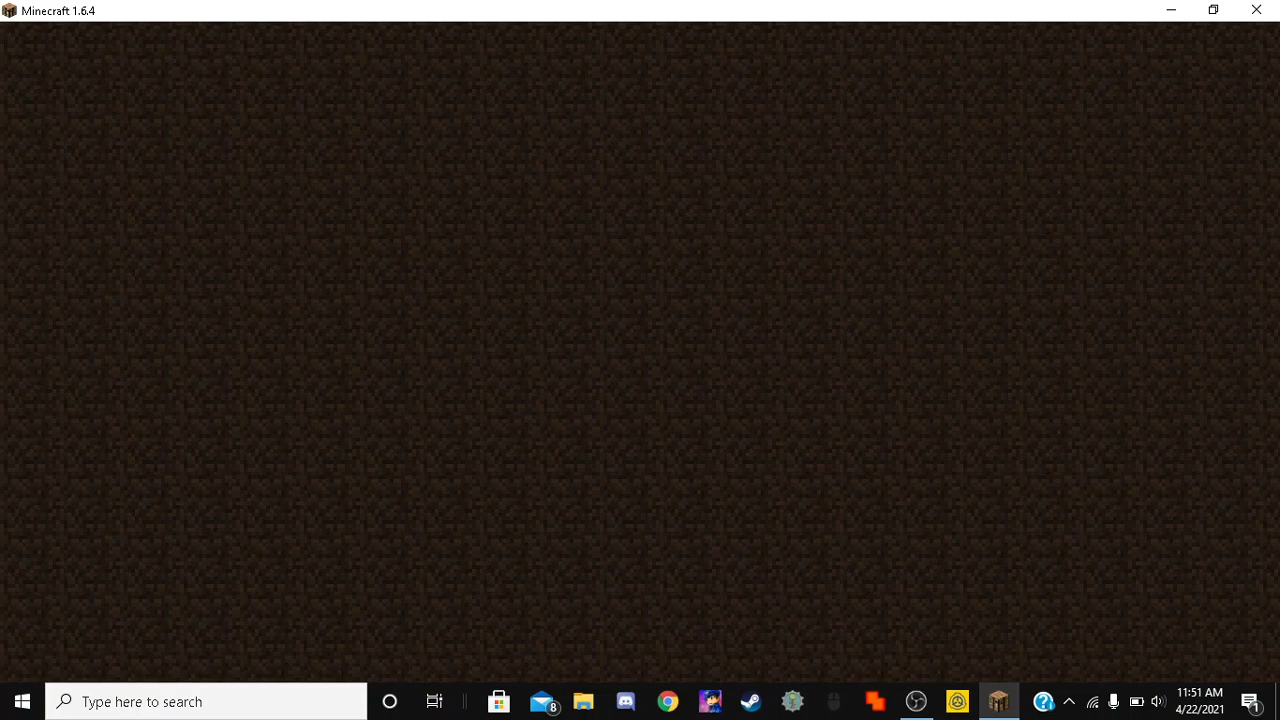 Minecraft 1.6.4
Type here to search
8
11:51 AM
4/22/2021
1